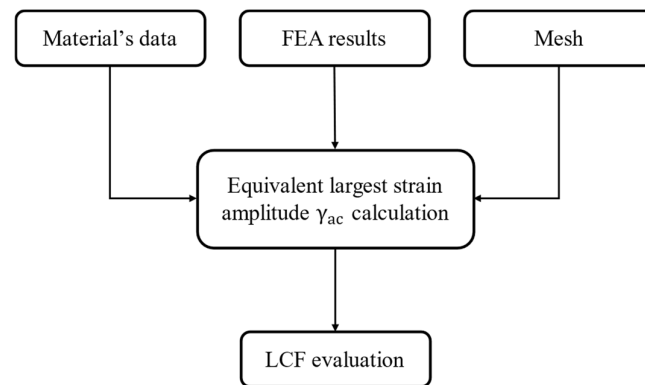 Material's data
FEA results
Mesh
Equivalent largest strain
amplitude γac calculation
LCF evaluation